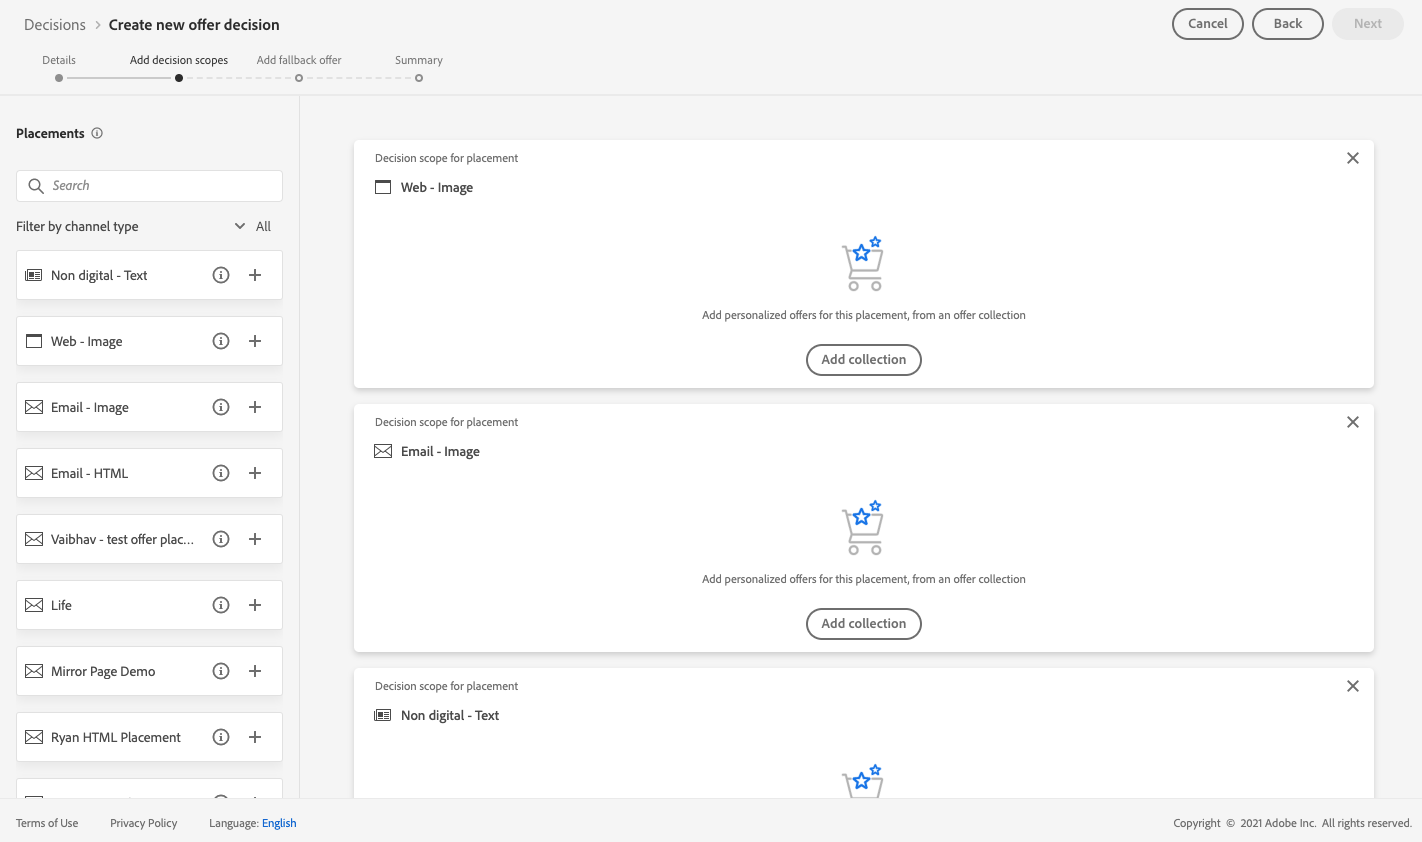 Decisions > Create new offer decision
Cancel
Back
Next
Details
Add decision scopes
Add fallback offer
Summary
Placements
Search
Filter by channel type
All
Non digital - Text
Web - Image
Email - Image
Email - HTML
Vaibhav - test offer plac...
Life
Mirror Page Demo
Ryan HTML Placement
Decision scope for placement
Web - Image
Add personalized offers for this placement, from an offer collection
Add collection
Decision scope for placement
Email - Image
Add personalized offers for this placement, from an offer collection
Add collection
Decision scope for placement
Non digital - Text
Terms of Use
Privacy Policy
Language: English
Copyright © 2021 Adobe Inc. All rights reserved.